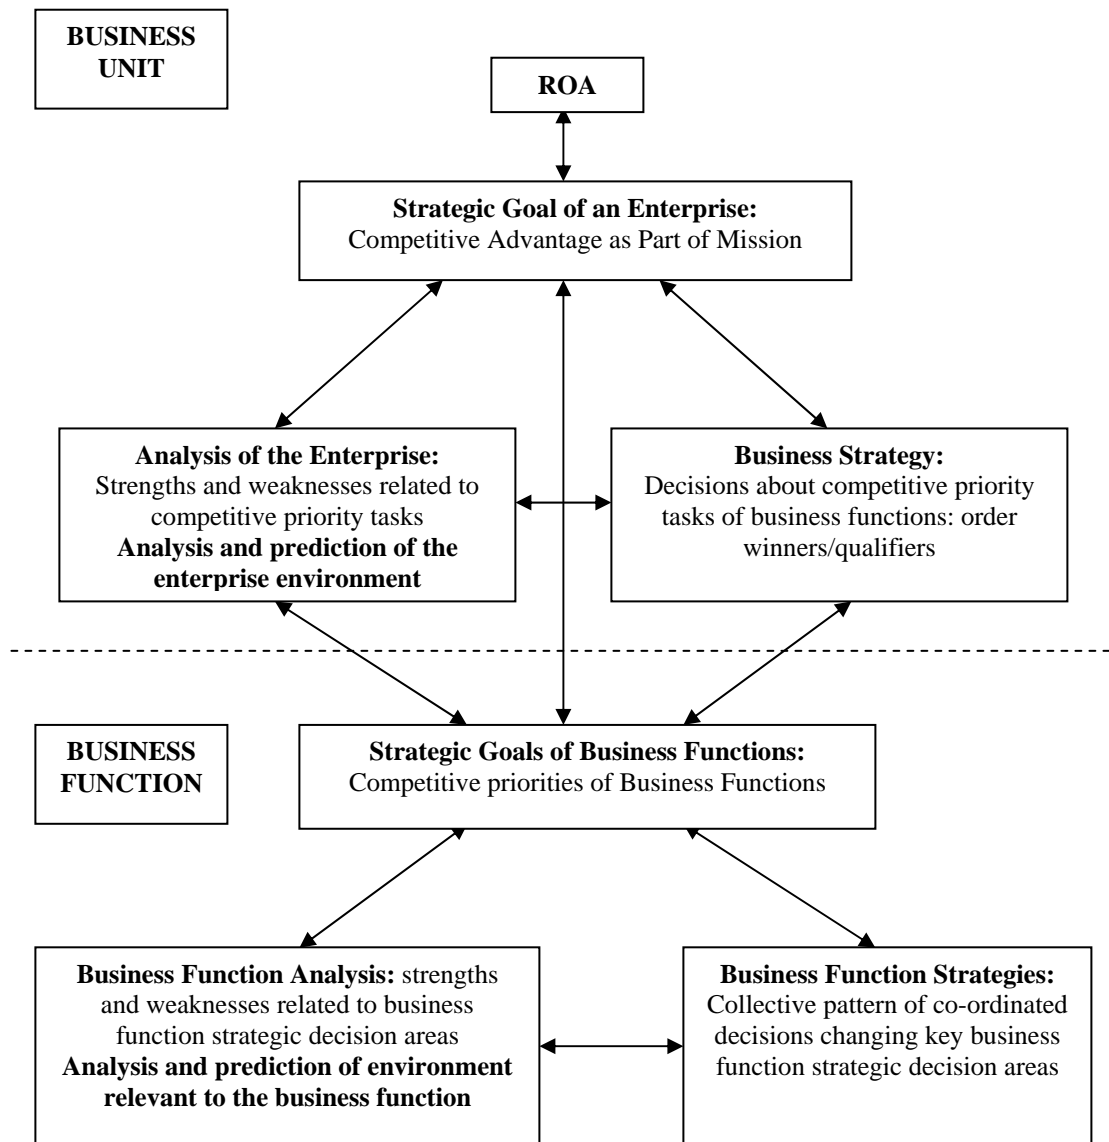 BUSINESS
UNIT
ROA
Strategic Goal of an Enterprise:
Competitive Advantage as Part of Mission
Analysis of the Enterprise:
Strengths and weaknesses related to
competitive priority tasks
Analysis and prediction of the
enterprise environment
Business Strategy:
Decisions about competitive priority
tasks of business functions: order
winners/qualifiers
BUSINESS
FUNCTION
Strategic Goals of Business Functions:
Competitive priorities of Business Functions
Business Function Analysis: strengths
and weaknesses related to business
function strategic decision areas
Analysis and prediction of environment
relevant to the business function
Business Function Strategies:
Collective pattern of co-ordinated
decisions changing key business
function strategic decision areas